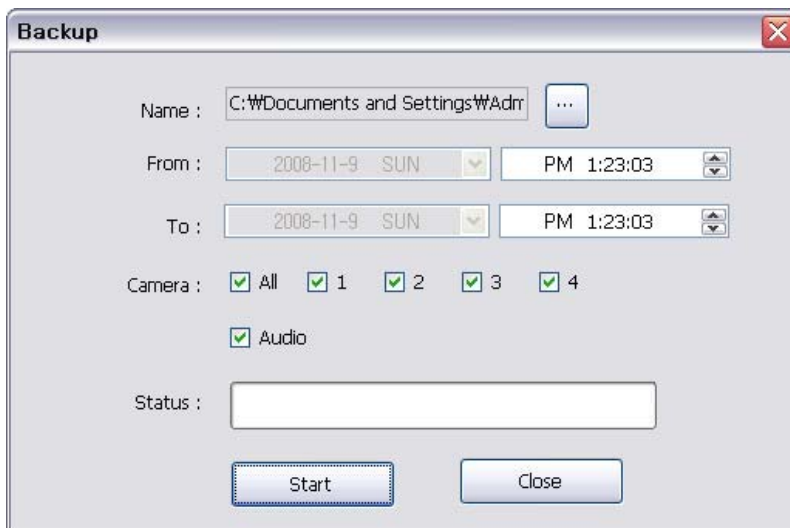 Backup
Name : C:₩Documents and Settings₩Adm ...
From : 2008-11-9 SUN PM 1:23:03
To : 2008-11-9 SUN PM 1:23:03
Camera : All 1 2 3 4
Audio
Status :
Start Close